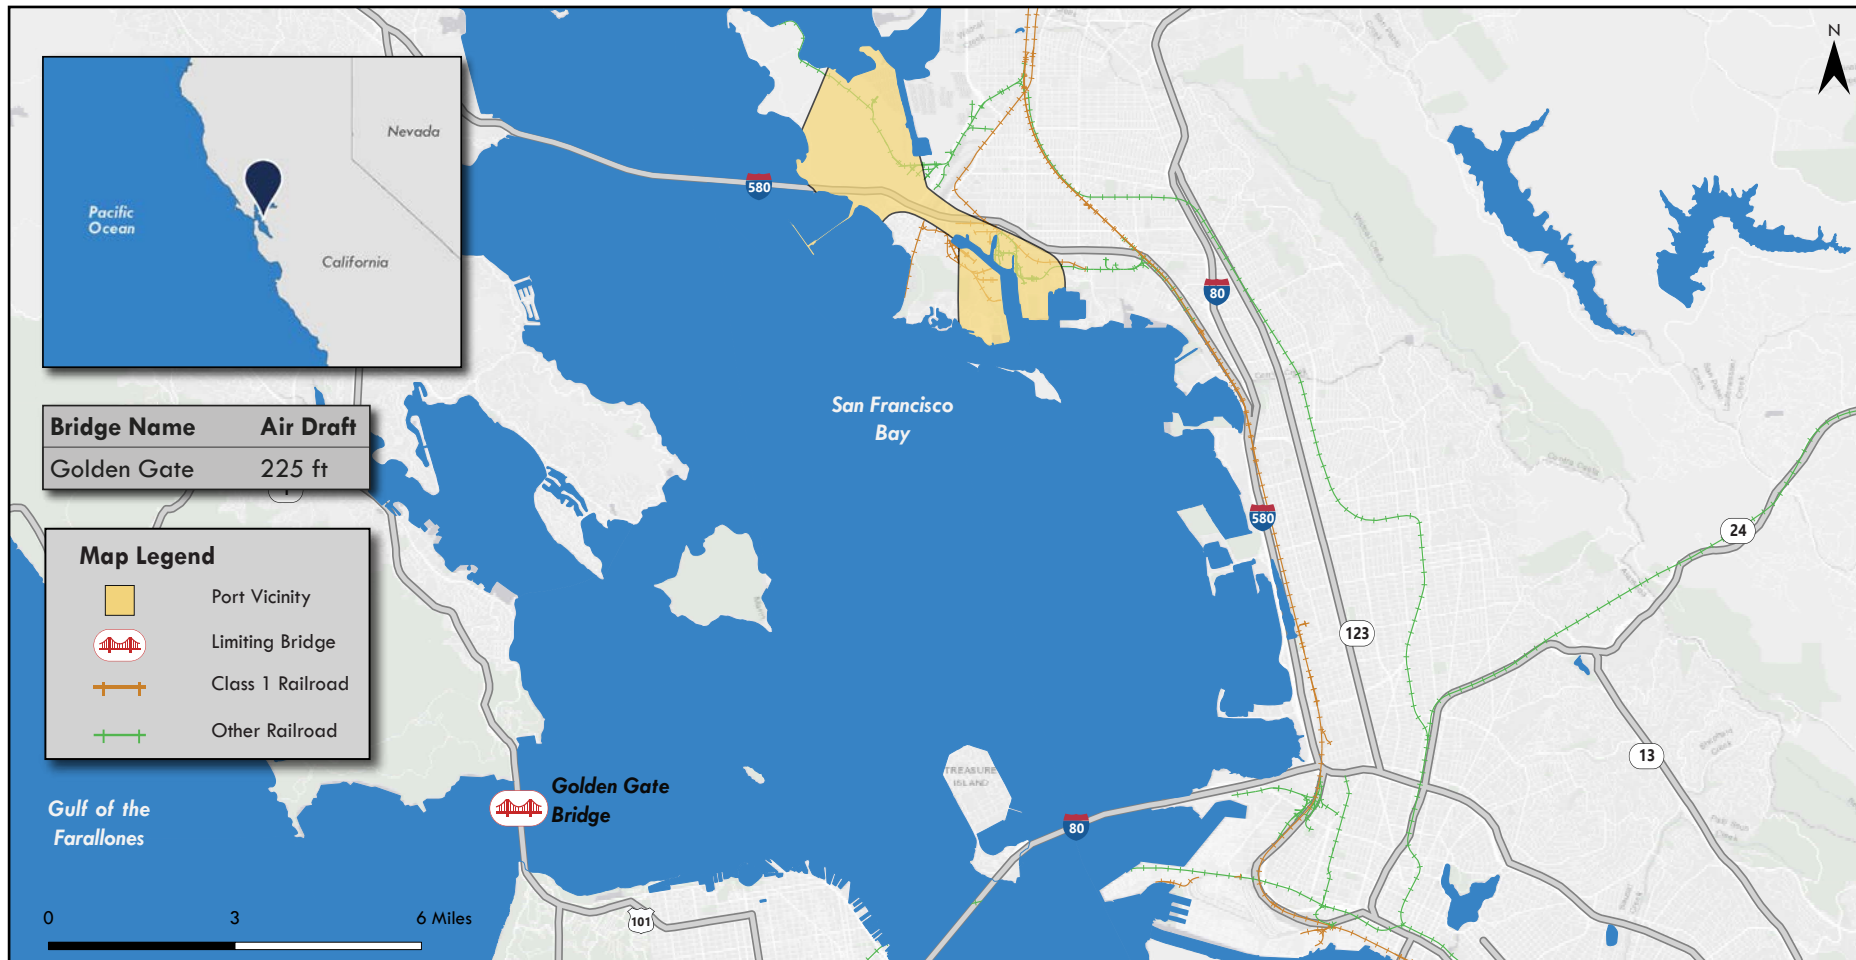 N
Nevada
Pacific
Ocean
California
580
80
San Francisco
Bay
Bridge Name Air Draft
Golden Gate 225 ft
580
24
Map Legend
Port Vicinity
Limiting Bridge
Class 1 Railroad
Other Railroad
123
13
TREASURE
ISLAND
Golden Gate
Bridge
Gulf of the
Farallones
80
0 3 6 Miles
101